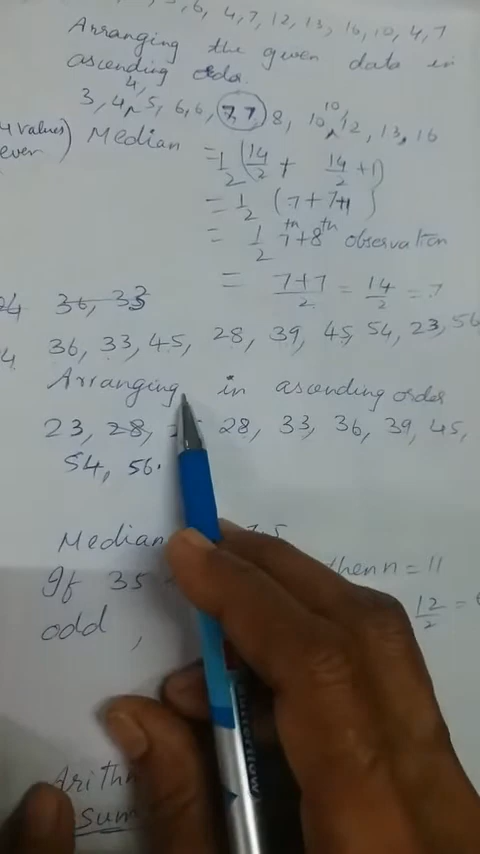 6, 4, 7, 12, 13, 16, 10, 4, 7
Arranging the given data in
ascending order.
4,
10,
3, 4, 5, 6, 6, 7, 7, 8, 10, 12, 13, 16
4 values) Median = 1/2 (14/2 + 14/2 + 1)
even
= 1/2 (7 + 7+1)
= 1/2 7th + 8th observation
= 7+7/2 = 14/2 = 7
24 36, 33
36, 33, 45, 28, 39, 45, 54, 23, 56
Arranging in ascending order
23, 28, 28, 33, 36, 39, 45,
54, 56.
Median
If 35 then n = 11
odd, 12/2 =
Arith
Sum